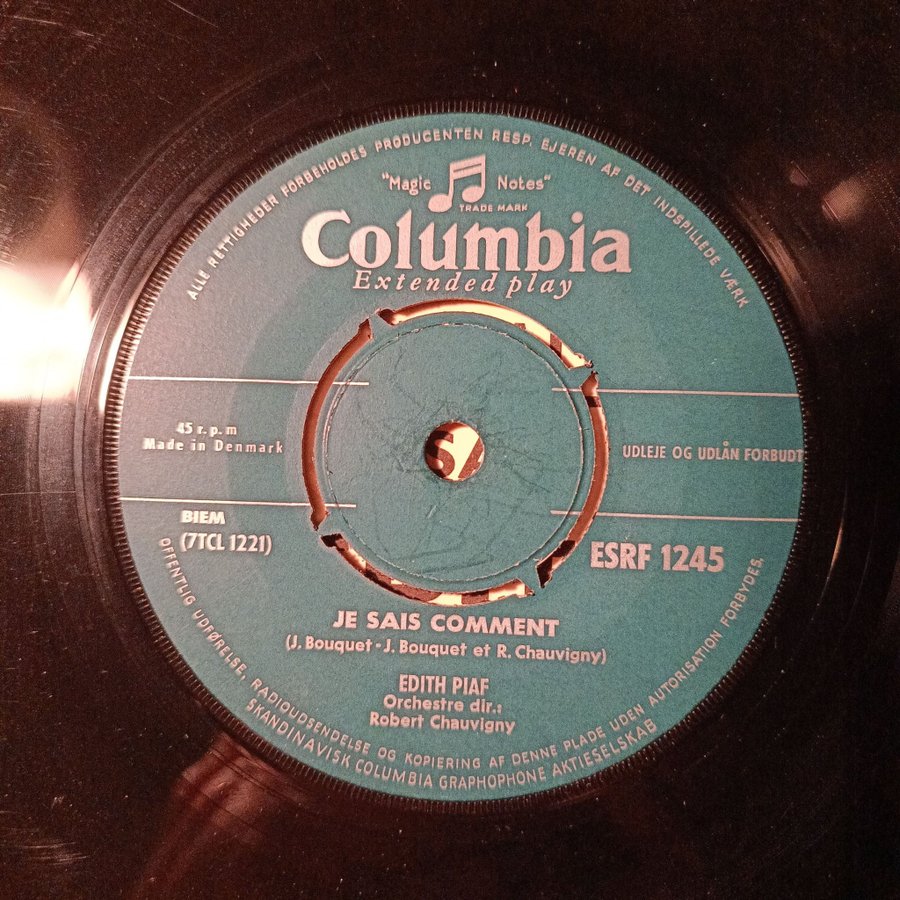 ALLE RETTIGHEDER FORBEHOLDES PRODUCENTEN RESP. EJEREN AF DET INDSPILLEDE VÆRK
"Magic Notes"
TRADE MARK
Columbia
Extended play
45 r.p.m
Made in Denmark
UDLEJE OG UDLÅN FORBUDT
BIEM
(7TCL 1221)
ESRF 1245
JE SAIS COMMENT
(J. Bouquet - J. Bouquet et R. Chauvigny)
EDITH PIAF
Orchestre dir.:
Robert Chauvigny
OFFENTLIG UDFØRELSE, RADIOUDSENDELSE OG KOPIERING AF DENNE PLADE UDEN AUTORISATION FORBYDES.
SKANDINAVISK COLUMBIA GRAPHOPHONE AKTIESELSKAB